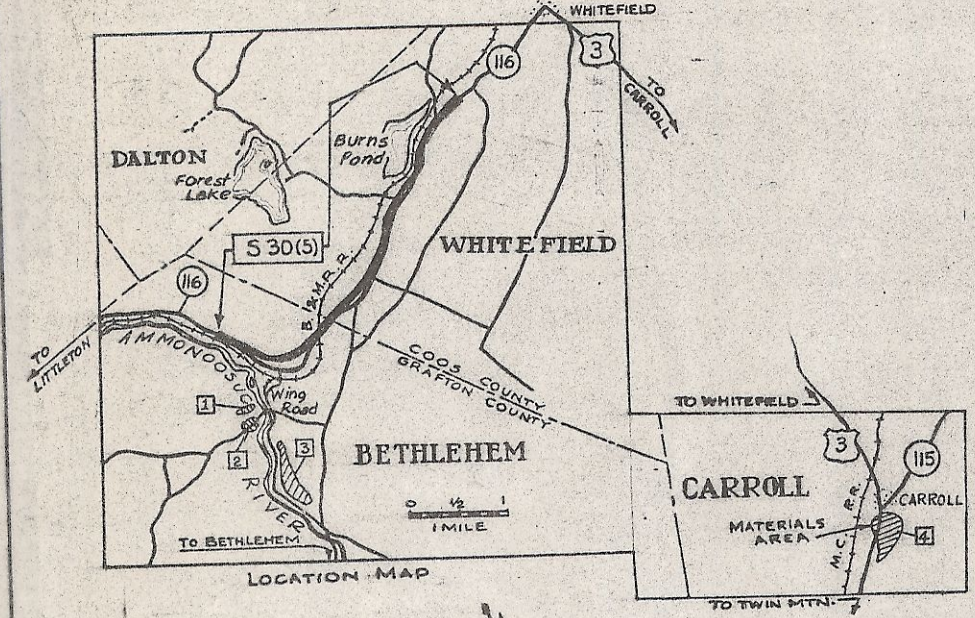 WHITEFIELD
116
3
TO CARROLL
DALTON
Forest
Lake
Burns
Pond
S 30(5)
WHITEFIELD
B. & M. R. R.
116
TO LITTLETON
AMMONOOSUC
RIVER
COOS COUNTY
GRAFTON COUNTY
Wing
Road
1
2
3
BETHLEHEM
0 1/2 1
1 MILE
TO BETHLEHEM
LOCATION MAP
TO WHITEFIELD
3
115
CARROLL
CARROLL
M.C. R.R.
MATERIALS
AREA
4
TO TWIN MTN.